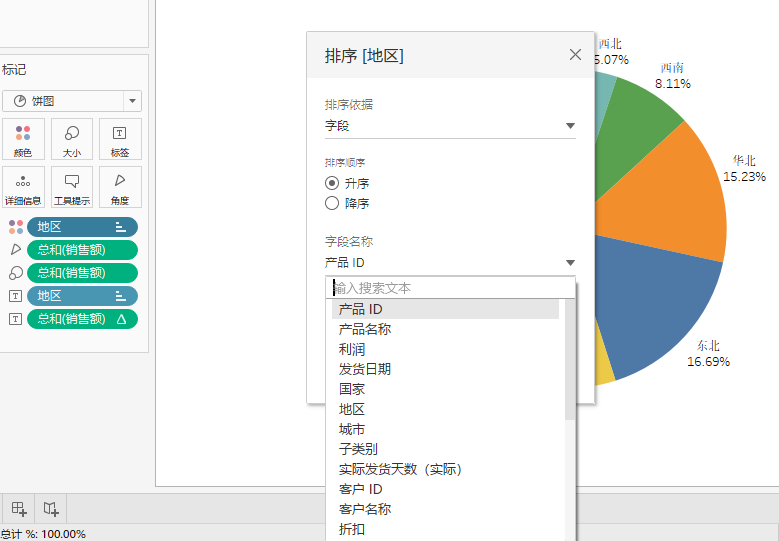 标记
饼图
颜色
大小
标签
详细信息
工具提示
角度
地区
总和(销售额)
总和(销售额)
地区
总和(销售额)
排序 [地区]
排序依据
字段
排序顺序
升序
降序
字段名称
产品 ID
输入搜索文本
产品 ID
产品名称
利润
发货日期
国家
地区
城市
子类别
实际发货天数（实际）
客户 ID
客户名称
折扣
西北
5.07%
西南
8.11%
华北
15.23%
东北
16.69%
总计 %: 100.00%